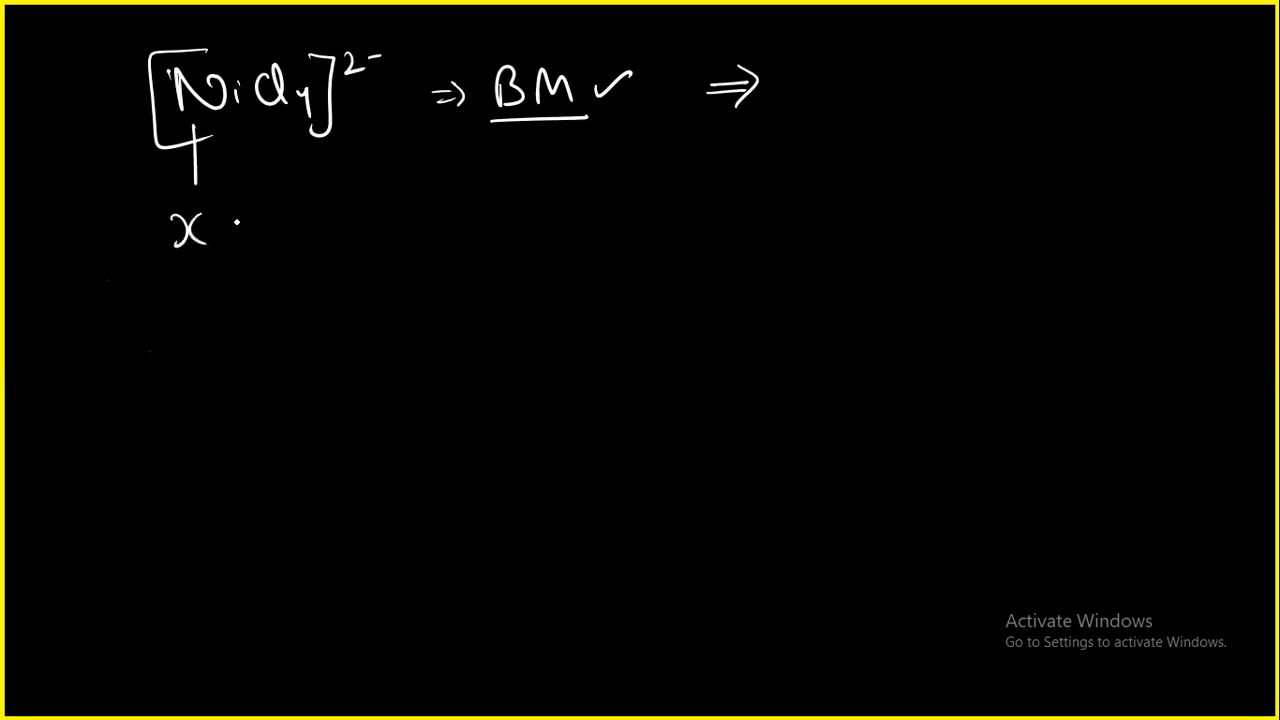 [NiCl₄]²⁻ ⇒ BM ✓ ⇒
x
Activate Windows
Go to Settings to activate Windows.